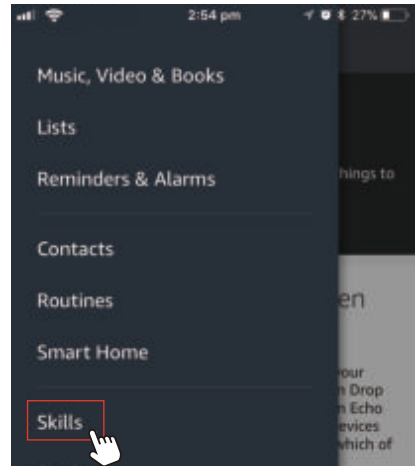 2:54 pm
27%
Music, Video & Books
Lists
Reminders & Alarms
hings to
Contacts
Routines
en
Smart Home
our
n Drop
n Echo
evices
which of
Skills